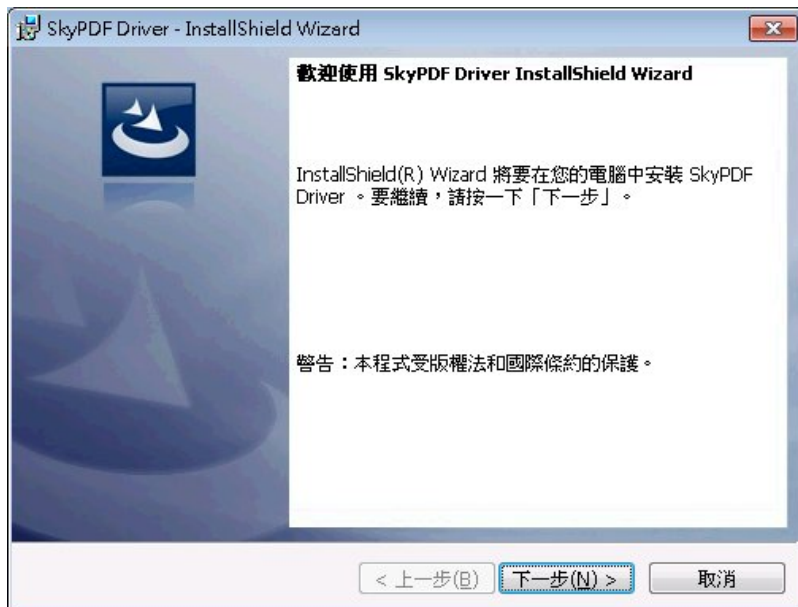 SkyPDF Driver - InstallShield Wizard
歡迎使用 SkyPDF Driver InstallShield Wizard
InstallShield(R) Wizard 將要在您的電腦中安裝 SkyPDF
Driver 。要繼續，請按一下「下一步」。
警告：本程式受版權法和國際條約的保護。
< 上一步(B)
下一步(N) >
取消